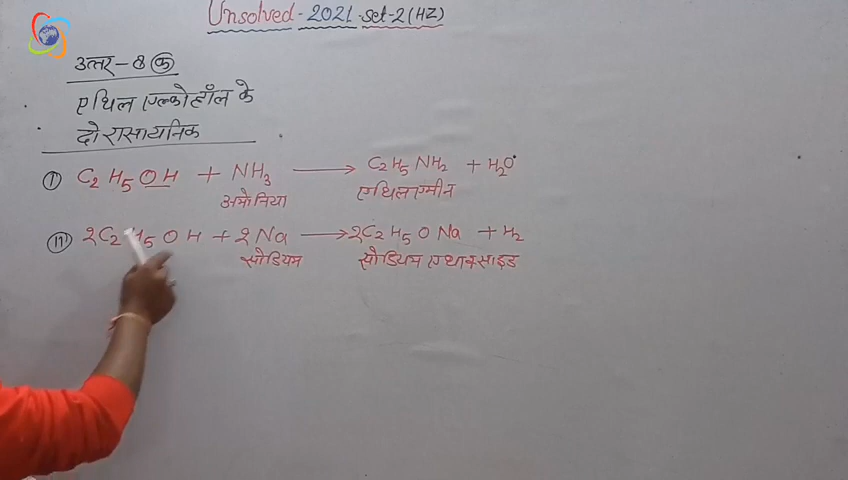 Unsolved-2021-set-2(HZ)
उत्तर-8 (क)
एथिल एल्कोहॉल के
दो रासायनिक
(i) C2H5OH + NH3 → C2H5NH2 + H2O
अमोनिया एथिल एमीन
(ii) 2C2H5OH + 2Na → 2C2H5ONa + H2
सोडियम सोडियम एथाक्साइड